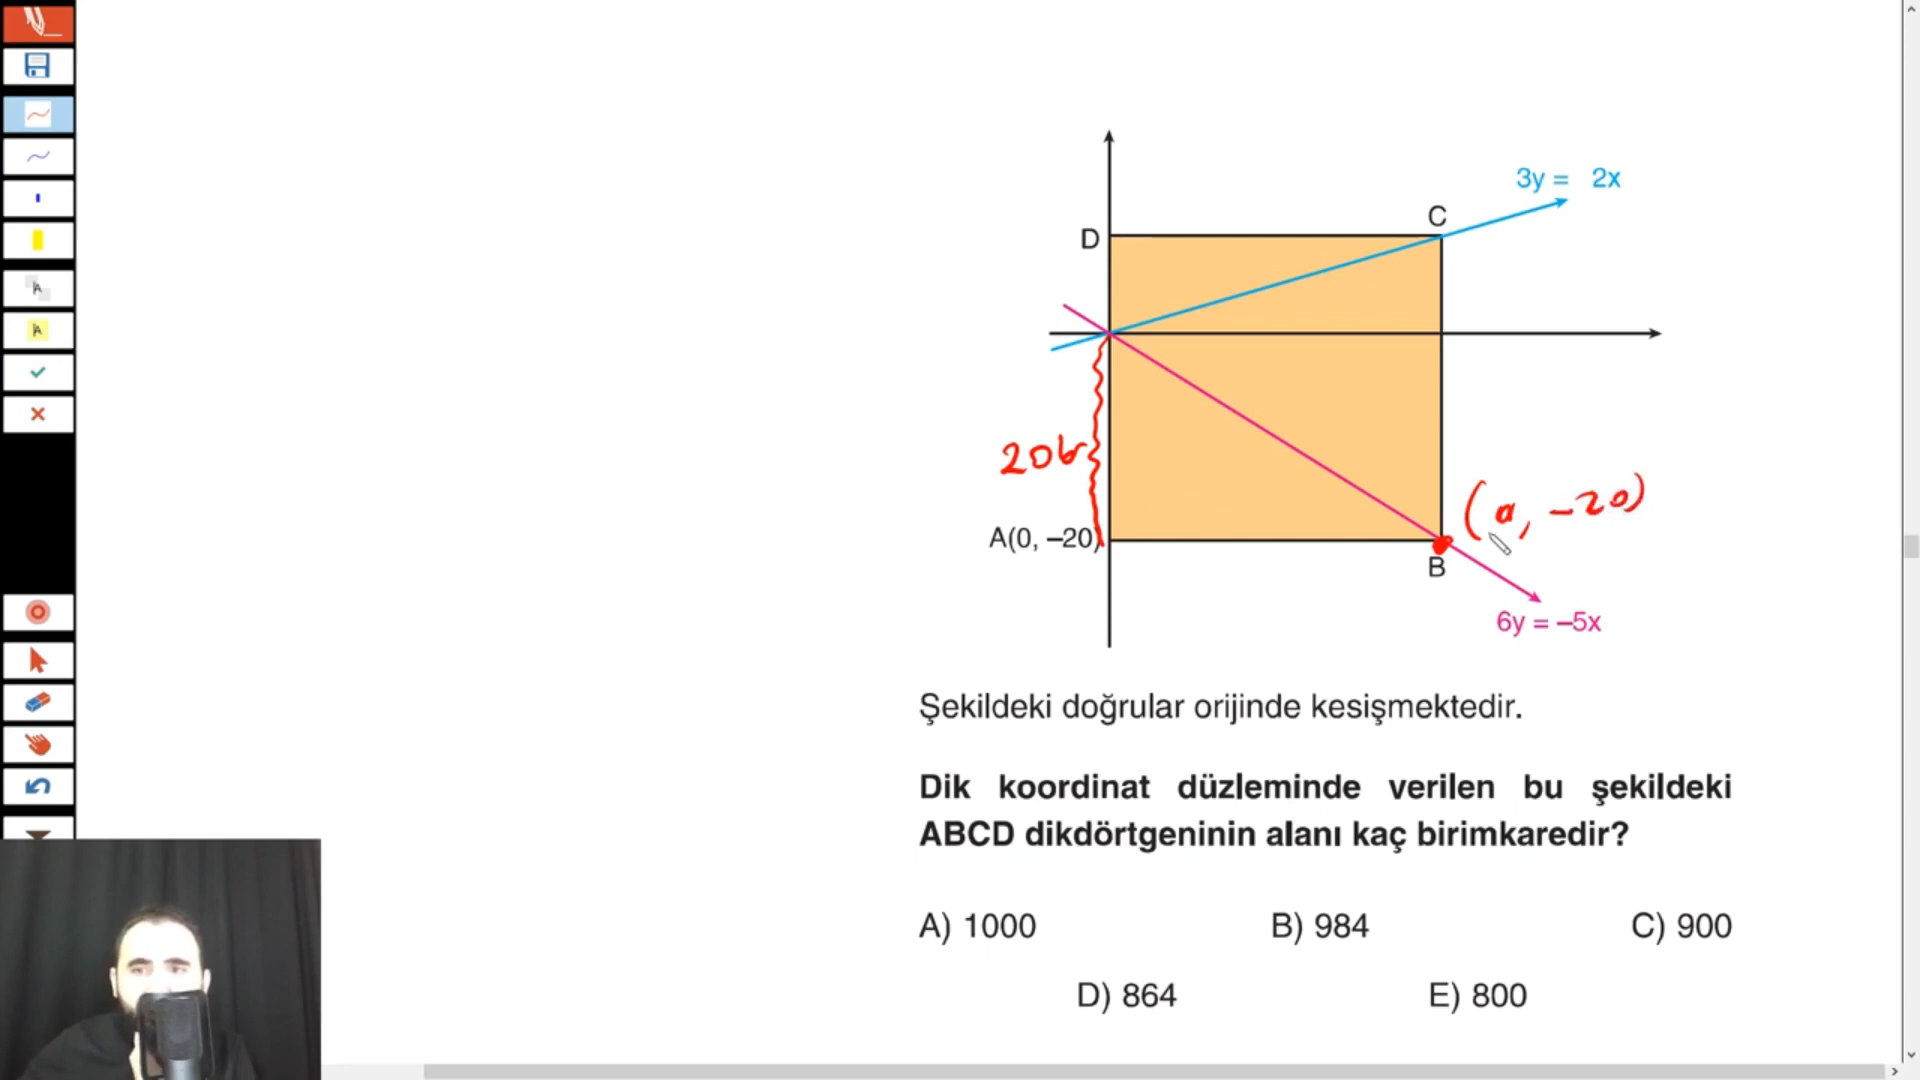 3y = 2x
C
D
20br
(a, -20)
A(0, –20)
B
6y = –5x
Şekildeki doğrular orijinde kesişmektedir.
Dik koordinat düzleminde verilen bu şekildeki
ABCD dikdörtgeninin alanı kaç birimkaredir?
A) 1000 B) 984 C) 900
D) 864 E) 800